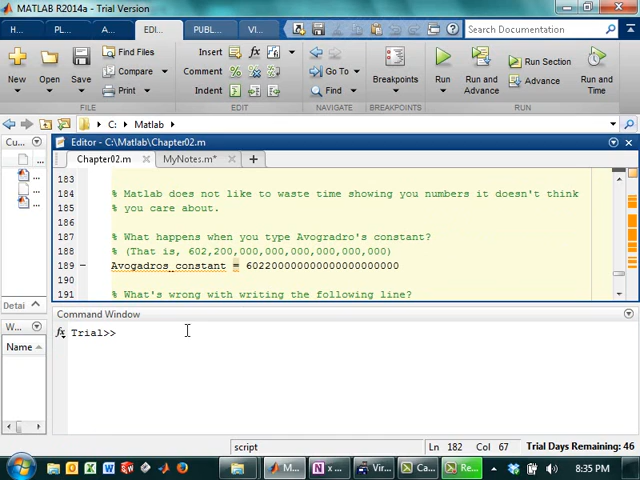 MATLAB R2014a - Trial Version
H... PL... A... EDI... PUBL... VI...
Search Documentation
New Open Save
Find Files
Compare
Print
FILE
Insert
Comment
Indent
EDIT
Go To
Find
NAVIGATE
Breakpoints
BREAKPOINTS
Run
Run and Advance
Run Section
Advance
Run and Time
RUN
C: Matlab
Cu...
Editor - C:\Matlab\Chapter02.m
Chapter02.m MyNotes.m*
183
184 % Matlab does not like to waste time showing you numbers it doesn't think
185 % you care about.
186
187 % What happens when you type Avogradro's constant?
188 % (That is, 602,200,000,000,000,000,000,000)
189 Avogadros_constant = 602200000000000000000000
190
191 % What's wrong with writing the following line?
Detai
W...
Name
Command Window
fx Trial>>
script
Ln 182 Col 67
Trial Days Remaining: 46
M... x ... Vir... Ca... Re...
8:35 PM